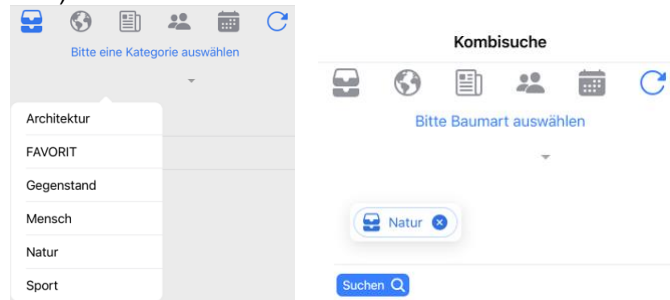 Bitte eine Kategorie auswählen
Architektur
FAVORIT
Gegenstand
Mensch
Natur
Sport
Kombisuche
Bitte Baumart auswählen
Natur
Suchen